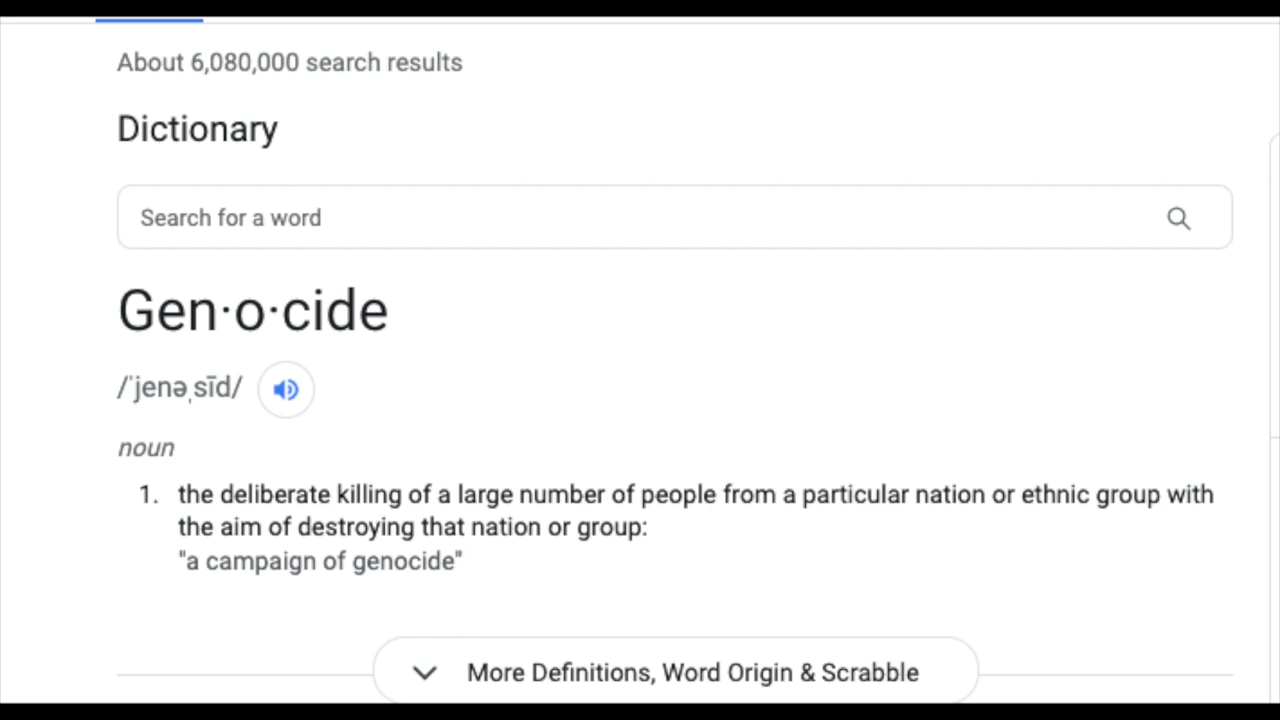 About 6,080,000 search results
Dictionary
Search for a word
Gen·o·cide
/ˈjenəˌsīd/
noun
1. the deliberate killing of a large number of people from a particular nation or ethnic group with
the aim of destroying that nation or group:
"a campaign of genocide"
More Definitions, Word Origin & Scrabble